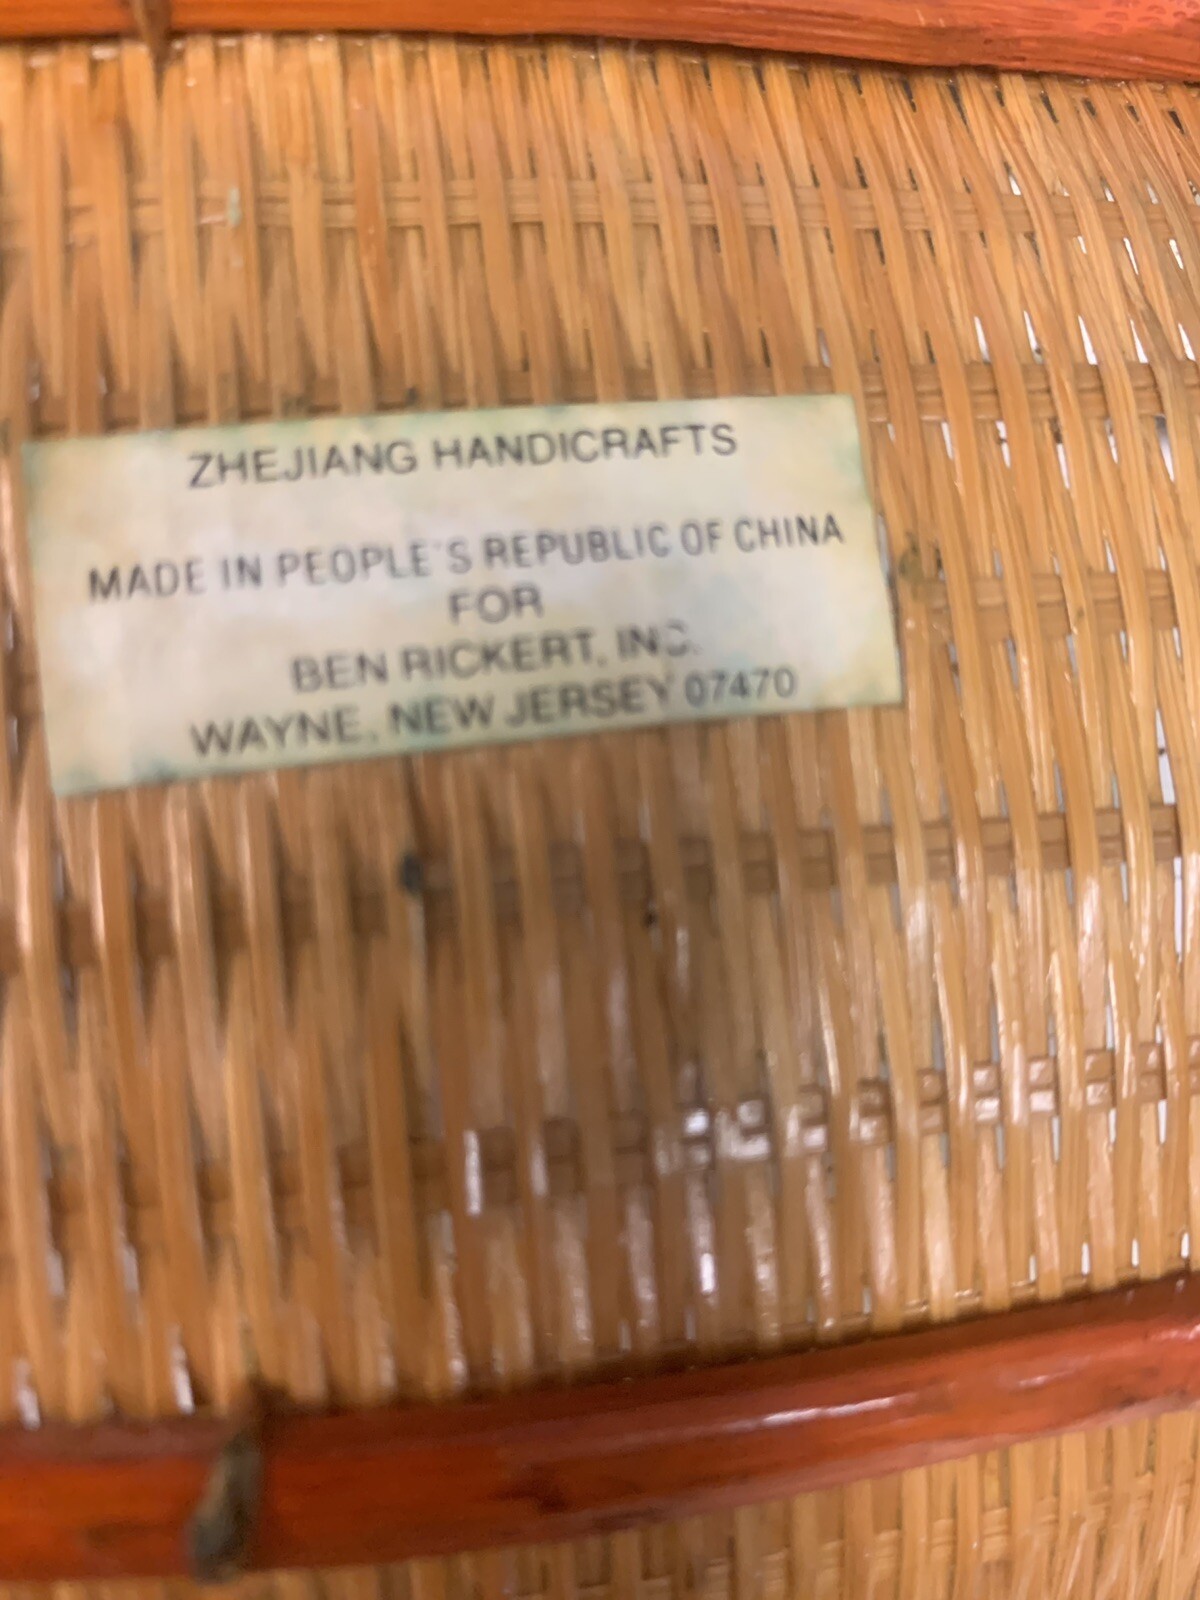 ZHEJIANG HANDICRAFTS
MADE IN PEOPLE'S REPUBLIC OF CHINA
FOR
BEN RICKERT, INC.
WAYNE, NEW JERSEY 07470